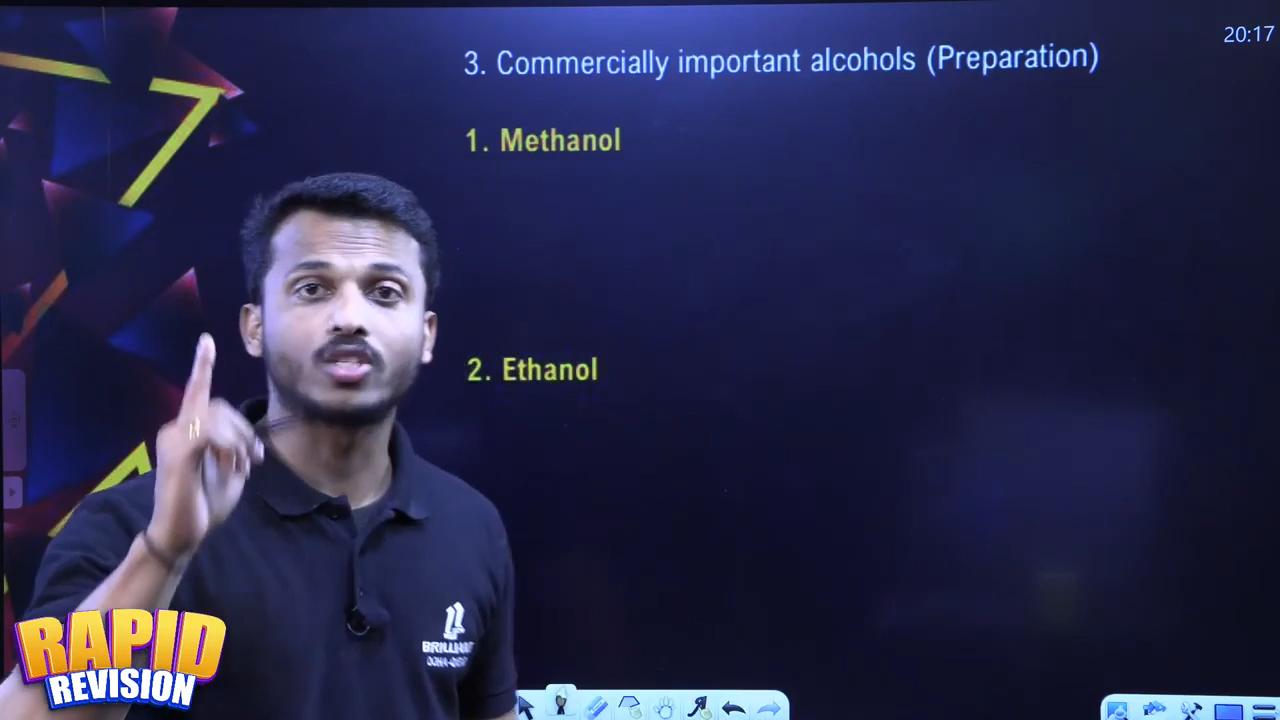 20:17
3. Commercially important alcohols (Preparation)
1. Methanol
2. Ethanol
RAPID
REVISION